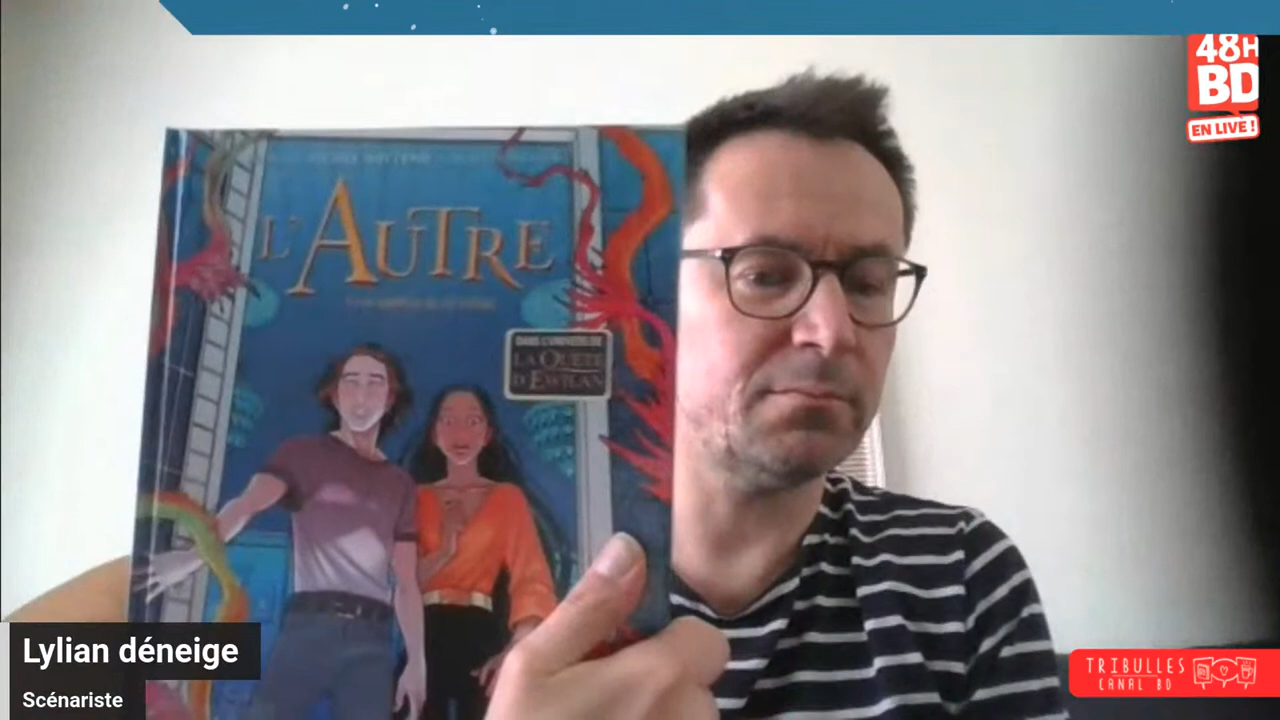 48H
BD
EN LIVE !
L'AUTRE
DANS L'UNIVERS DE
LA QUÊTE
D'EWILAN
Lylian déneige
Scénariste
TRIBULLES
CANAL BD